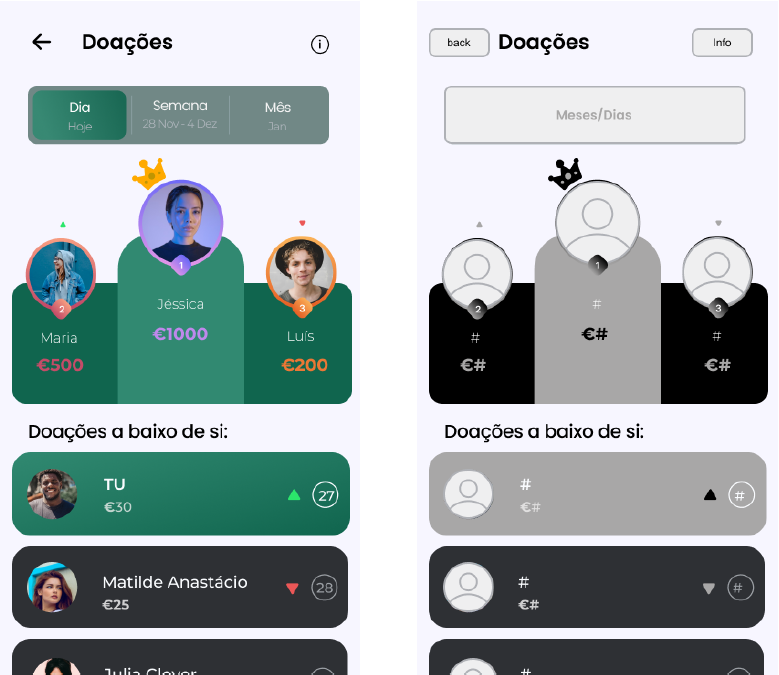 Doações
Dia
Hoje
Semana
28 Nov - 4 Dez
Mês
Jan
1
2
3
Jéssica
€1000
Maria
€500
Luís
€200
Doações a baixo de si:
TU
€30
27
Matilde Anastácio
€25
28
back
Doações
Info
Meses/Dias
1
2
3
#
€#
#
€#
#
€#
Doações a baixo de si:
#
€#
#
#
€#
#